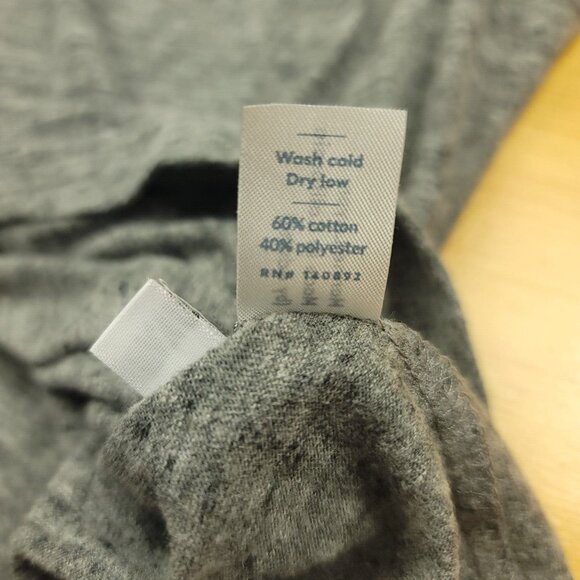 Wash cold
Dry low
60% cotton
40% polyester
RN# 140892